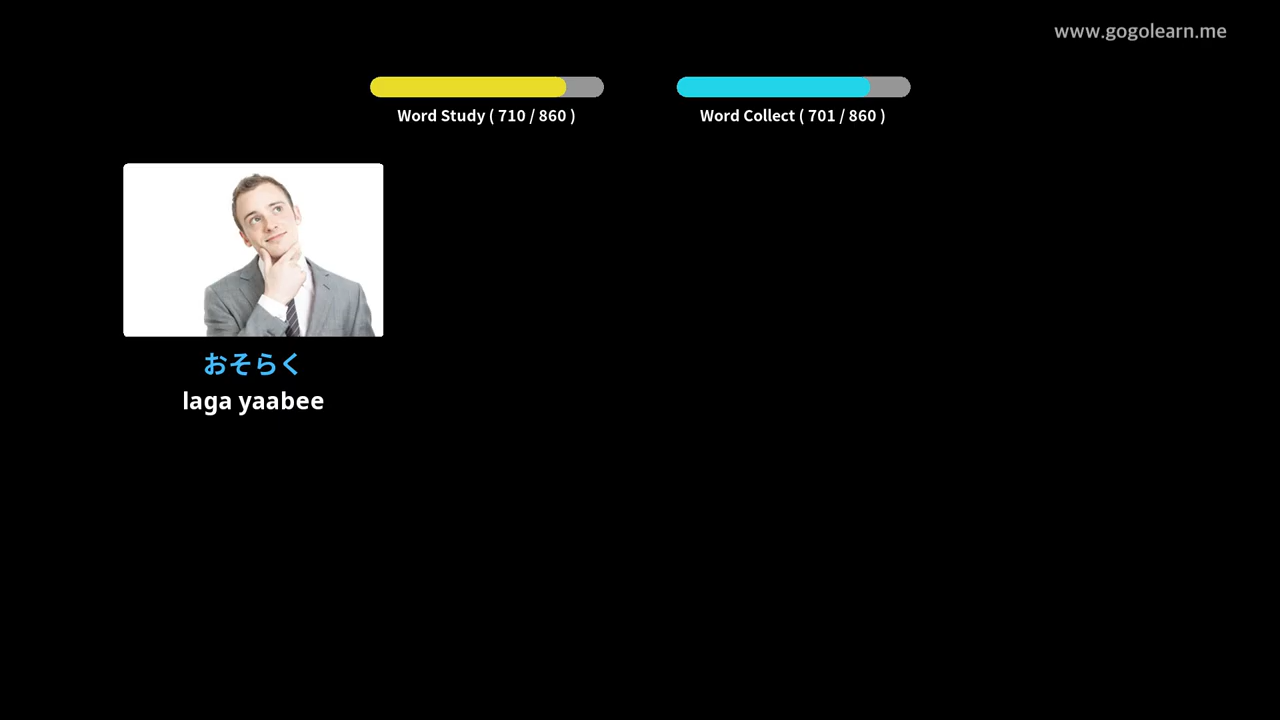 www.gogolearn.me
Word Study ( 710 / 860 )
Word Collect ( 701 / 860 )
おそらく
laga yaabee